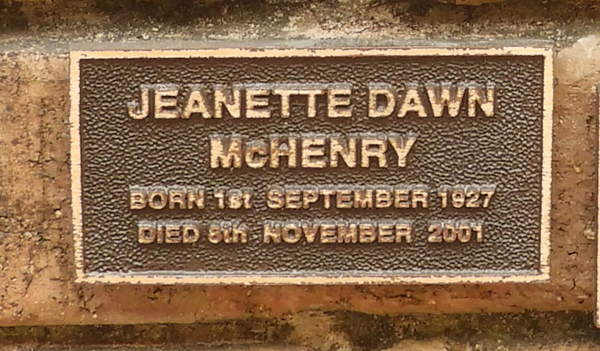 JEANETTE DAWN
McHENRY
BORN 1st SEPTEMBER 1927
DIED 8th NOVEMBER 2001